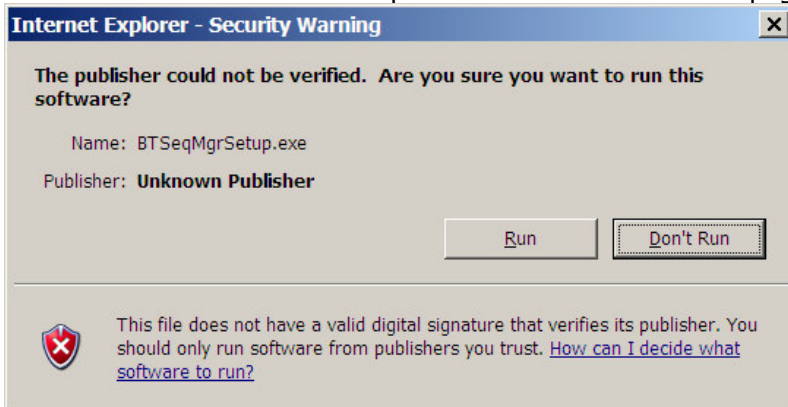 Internet Explorer - Security Warning
The publisher could not be verified. Are you sure you want to run this
software?
Name: BTSeqMgrSetup.exe
Publisher: Unknown Publisher
Run
Don't Run
This file does not have a valid digital signature that verifies its publisher. You
should only run software from publishers you trust. How can I decide what
software to run?